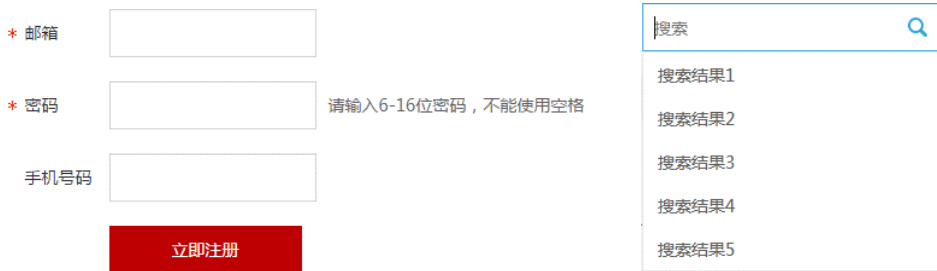 * 邮箱
* 密码 请输入6-16位密码，不能使用空格
手机号码
立即注册
搜索
搜索结果1
搜索结果2
搜索结果3
搜索结果4
搜索结果5